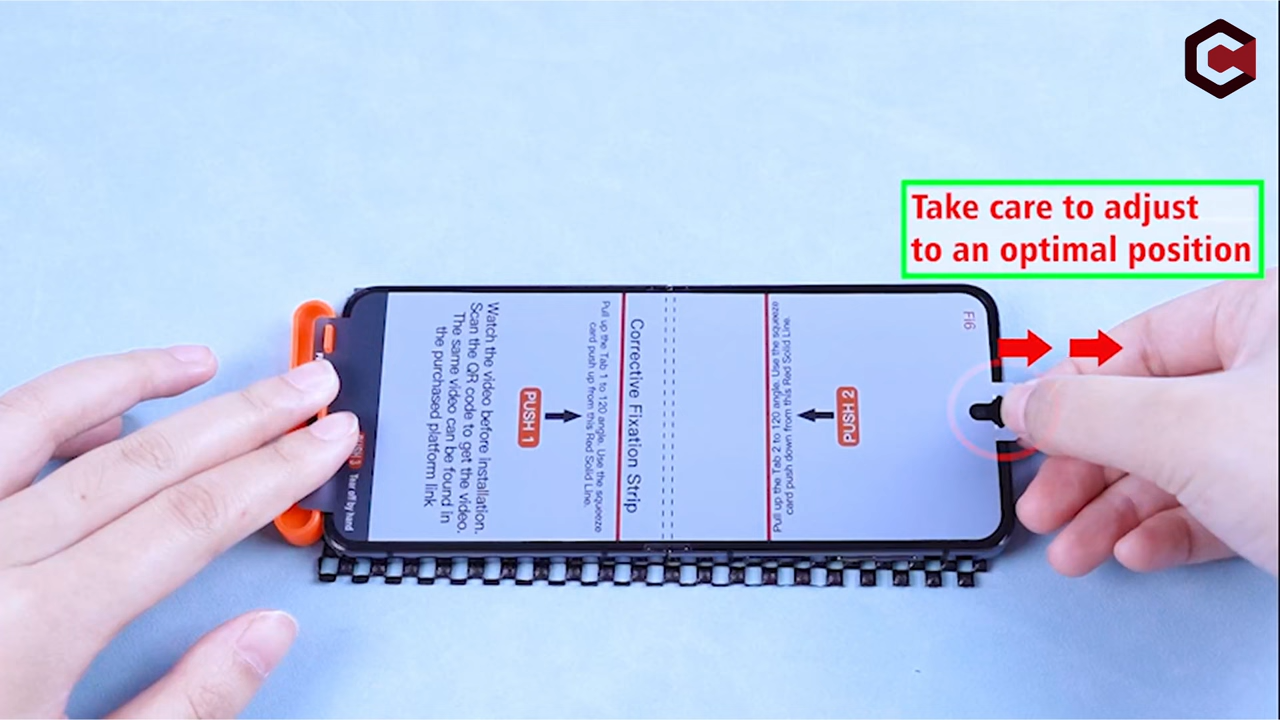 Take care to adjust
to an optimal position
Watch the video before installation.
Scan the QR code to get the video.
The same video can be found in
the purchased platform link
PUSH 1
Pull up the Tab 1 to 120 angle. Use the squeeze
card push up from this Red Solid Line.
Corrective Fixation Strip
Pull up the Tab 2 to 120 angle. Use the squeeze
card push down from this Red Solid Line.
PUSH 2
Fi6
Tear off by hand